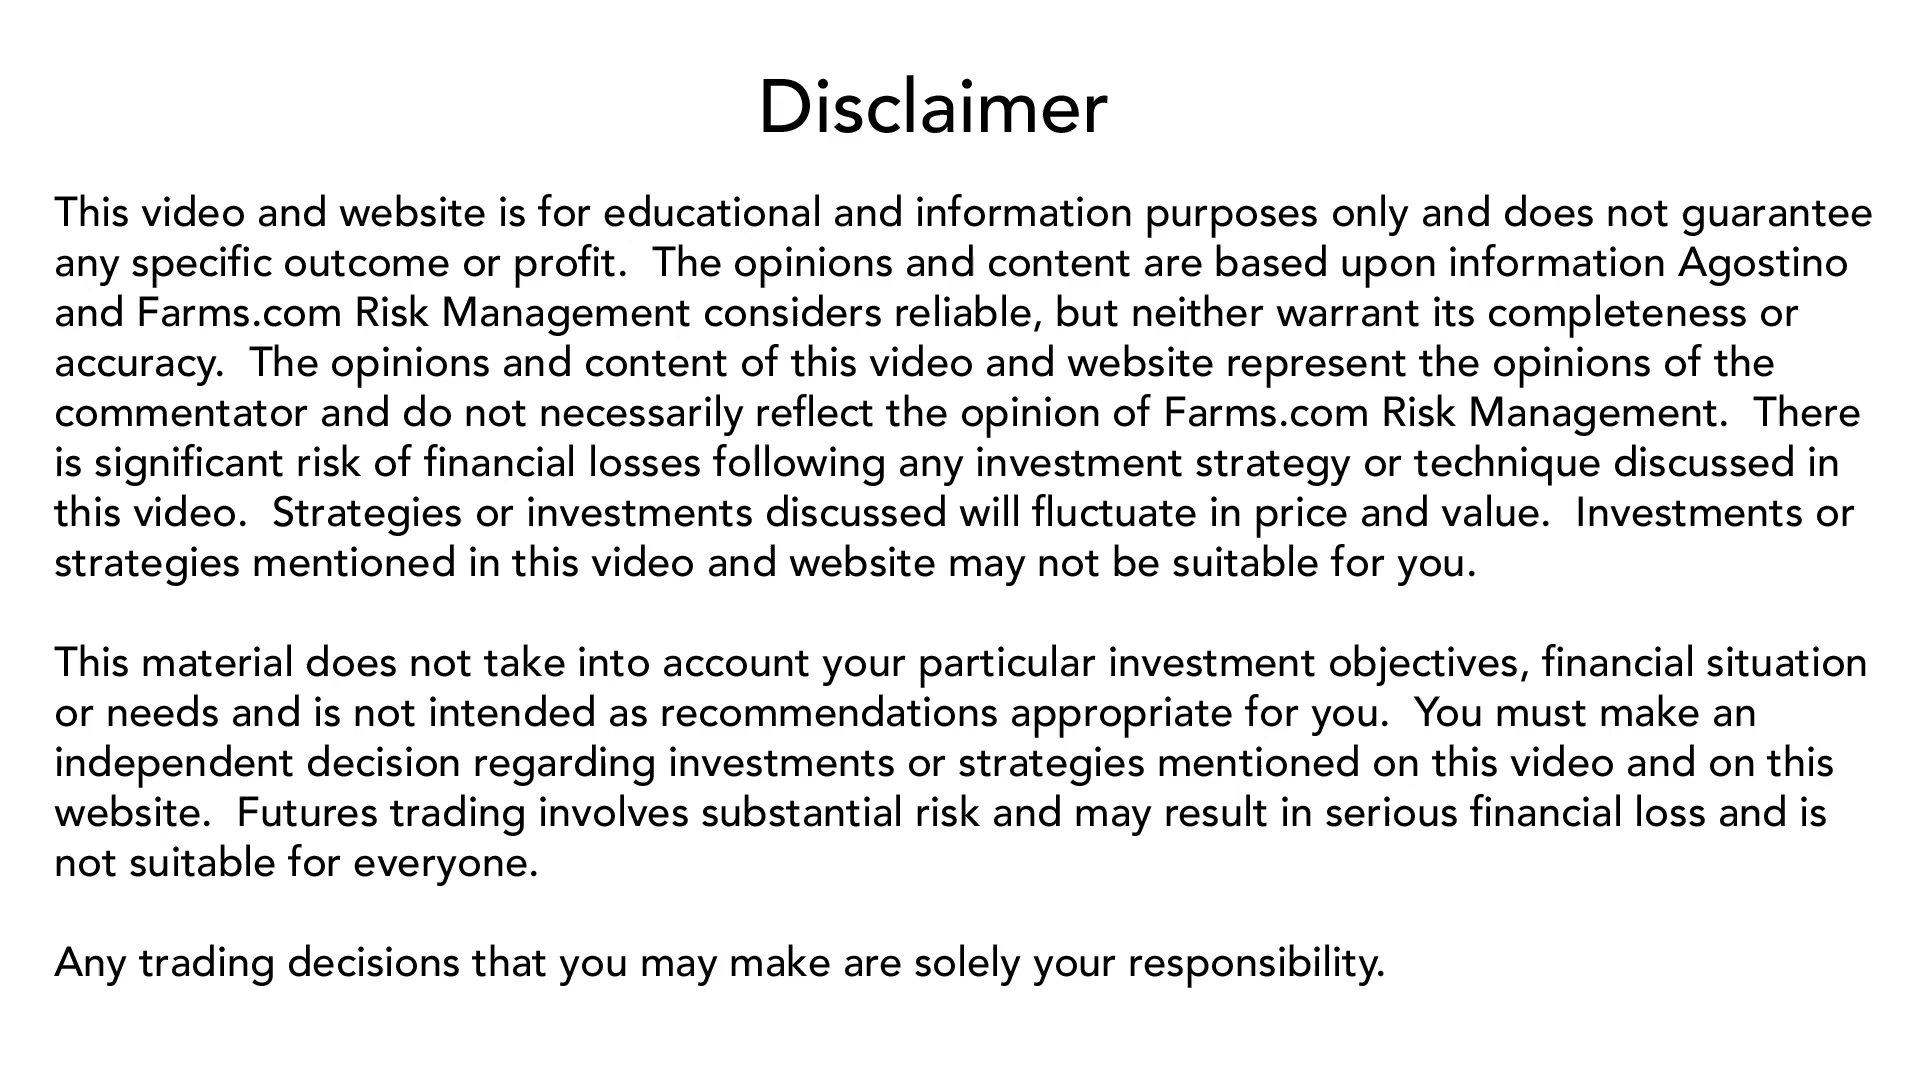 Disclaimer
This video and website is for educational and information purposes only and does not guarantee
any specific outcome or profit.  The opinions and content are based upon information Agostino
and Farms.com Risk Management considers reliable, but neither warrant its completeness or
accuracy.  The opinions and content of this video and website represent the opinions of the
commentator and do not necessarily reflect the opinion of Farms.com Risk Management.  There
is significant risk of financial losses following any investment strategy or technique discussed in
this video.  Strategies or investments discussed will fluctuate in price and value.  Investments or
strategies mentioned in this video and website may not be suitable for you.
This material does not take into account your particular investment objectives, financial situation
or needs and is not intended as recommendations appropriate for you.  You must make an
independent decision regarding investments or strategies mentioned on this video and on this
website.  Futures trading involves substantial risk and may result in serious financial loss and is
not suitable for everyone.
Any trading decisions that you may make are solely your responsibility.